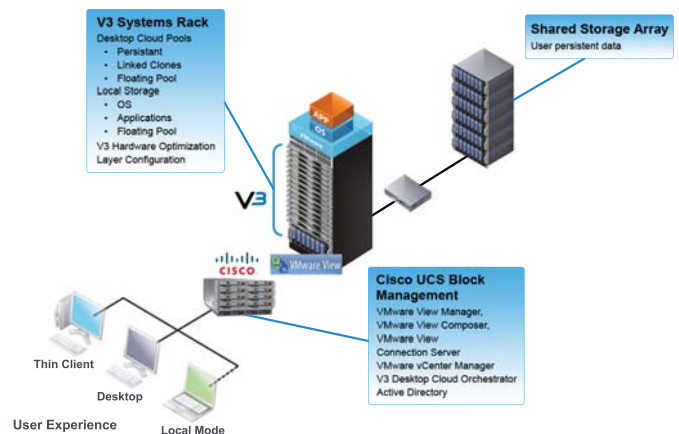 V3 Systems Rack
Desktop Cloud Pools
• Persistant
• Linked Clones
• Floating Pool
Local Storage
• OS
• Applications
• Floating Pool
V3 Hardware Optimization
Layer Configuration
Shared Storage Array
User persistent data
APP
OS
VMware
V3
CISCO
VMware View
Cisco UCS Block
Management
VMware View Manager,
VMware View Composer,
VMware View
Connection Server
VMware vCenter Manager
V3 Desktop Cloud Orchestrator
Active Directory
Thin Client
Desktop
Local Mode
User Experience